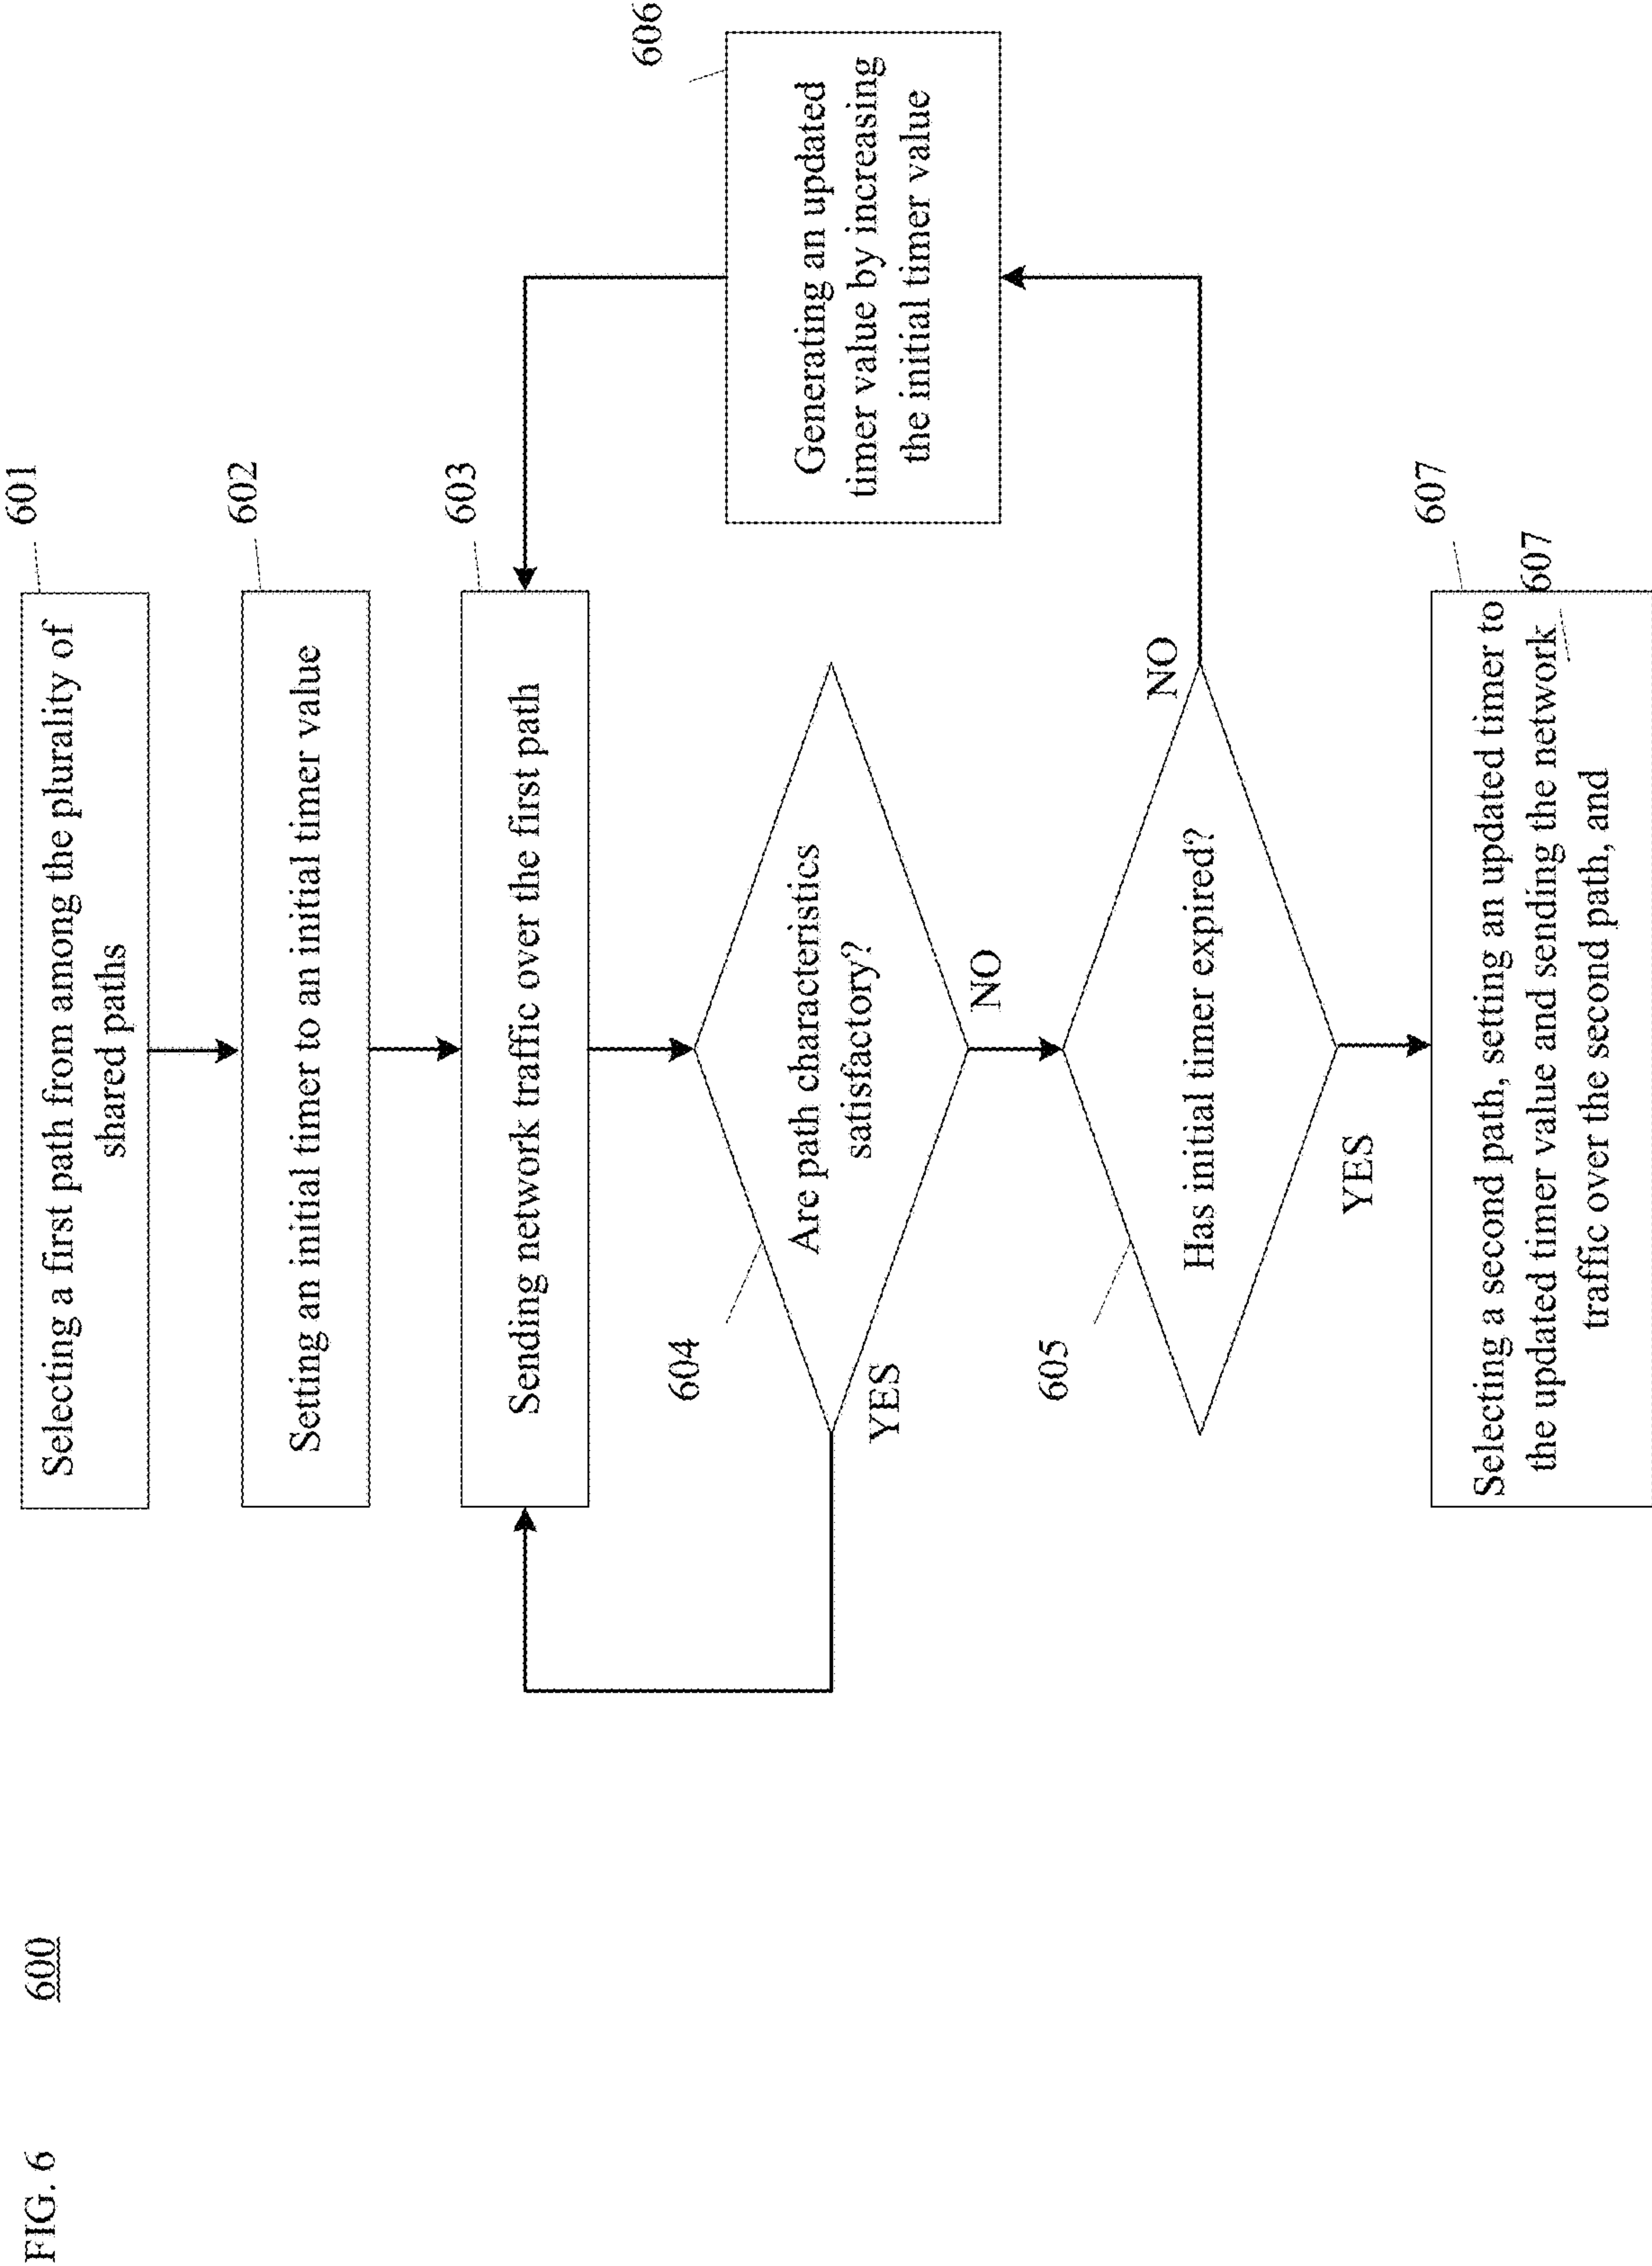 FIG. 6
600
601
Selecting a first path from among the plurality of
shared paths
602
Setting an initial timer to an initial timer value
603
Sending network traffic over the first path
604
Are path characteristics
satisfactory?
YES
NO
605
Has initial timer expired?
NO
YES
606
Generating an updated
timer value by increasing
the initial timer value
607
607
Selecting a second path, setting an updated timer to
the updated timer value and sending the network
traffic over the second path, and